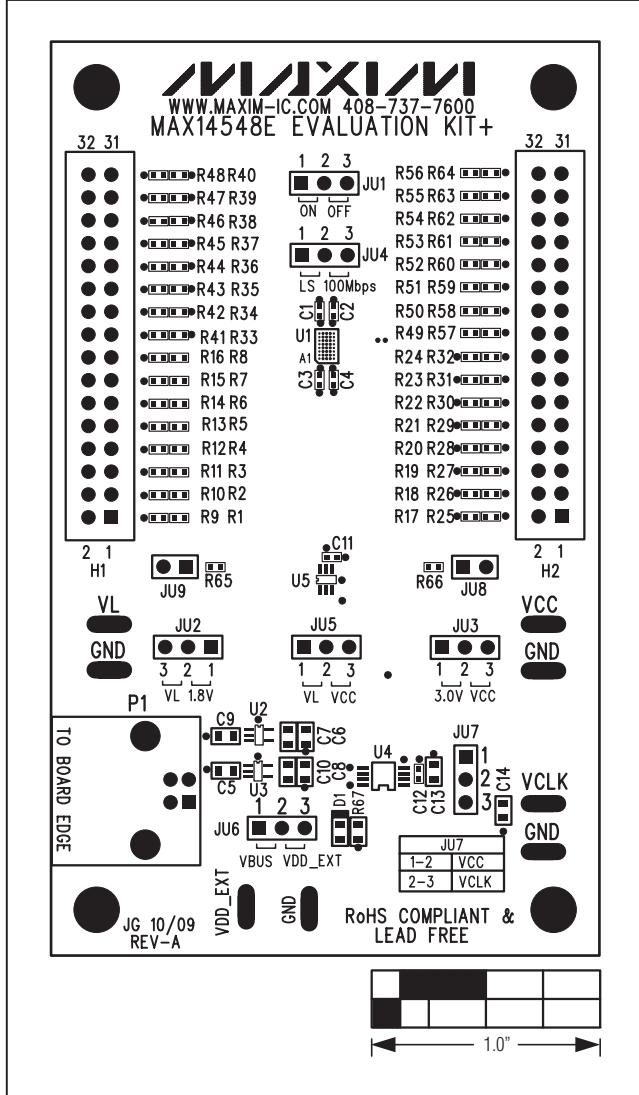 MAXIM
WWW.MAXIM-IC.COM 408-737-7600
MAX14548E EVALUATION KIT+
32 31
1 2 3
JU1
ON OFF
1 2 3
JU4
LS 100Mbps
32 31
R48 R40
R47 R39
R46 R38
R45 R37
R44 R36
R43 R35
R42 R34
R41 R33
R16 R8
R15 R7
R14 R6
R13 R5
R12 R4
R11 R3
R10 R2
R9 R1
C1 C2
U1
A1
C3 C4
R56 R64
R55 R63
R54 R62
R53 R61
R52 R60
R51 R59
R50 R58
R49 R57
R24 R32
R23 R31
R22 R30
R21 R29
R20 R28
R19 R27
R18 R26
R17 R25
2 1
H1
JU9
R65
C11
U5
R66
JU8
2 1
H2
VL
GND
JU2
3 2 1
VL 1.8V
JU5
1 2 3
VL VCC
JU3
1 2 3
3.0V VCC
VCC
GND
P1
TO BOARD EDGE
C9
U2
C7 C6
C5
U3
C10 C8
U4
C12 C13
JU7
1
2
3
C14
VCLK
GND
JU6
1 2 3
VBUS VDD_EXT
D1
R67
JU7
1-2 VCC
2-3 VCLK
VDD_EXT
GND
JG 10/09
REV-A
RoHS COMPLIANT &
LEAD FREE
1.0"